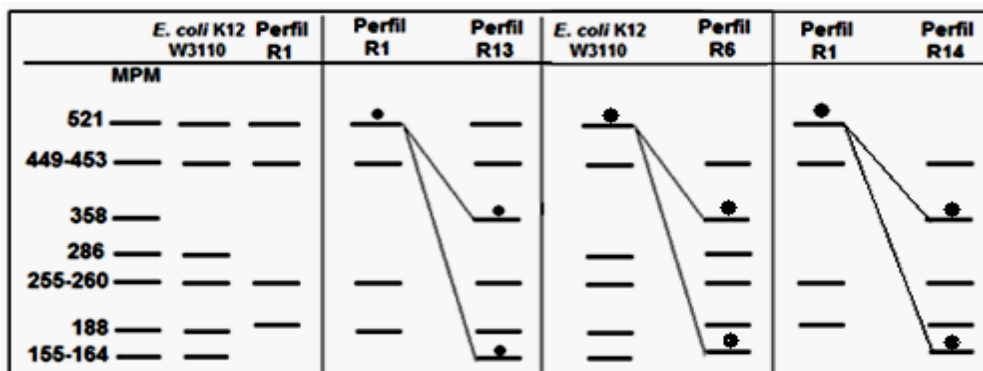 E. coli K12 Perfil Perfil Perfil E. coli K12 Perfil Perfil Perfil
W3110 R1 R1 R13 W3110 R6 R1 R14
MPM
521
449-453
358
286
255-260
188
155-164